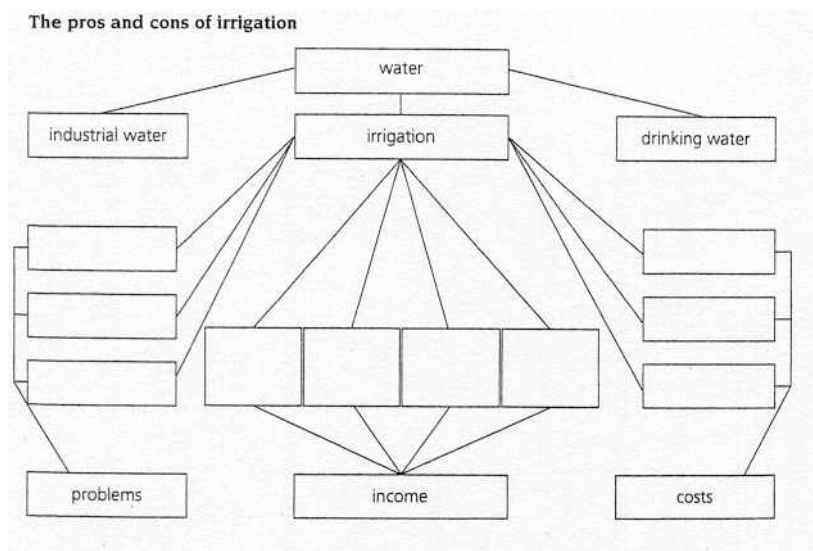 The pros and cons of irrigation
water
industrial water
irrigation
drinking water
problems
income
costs